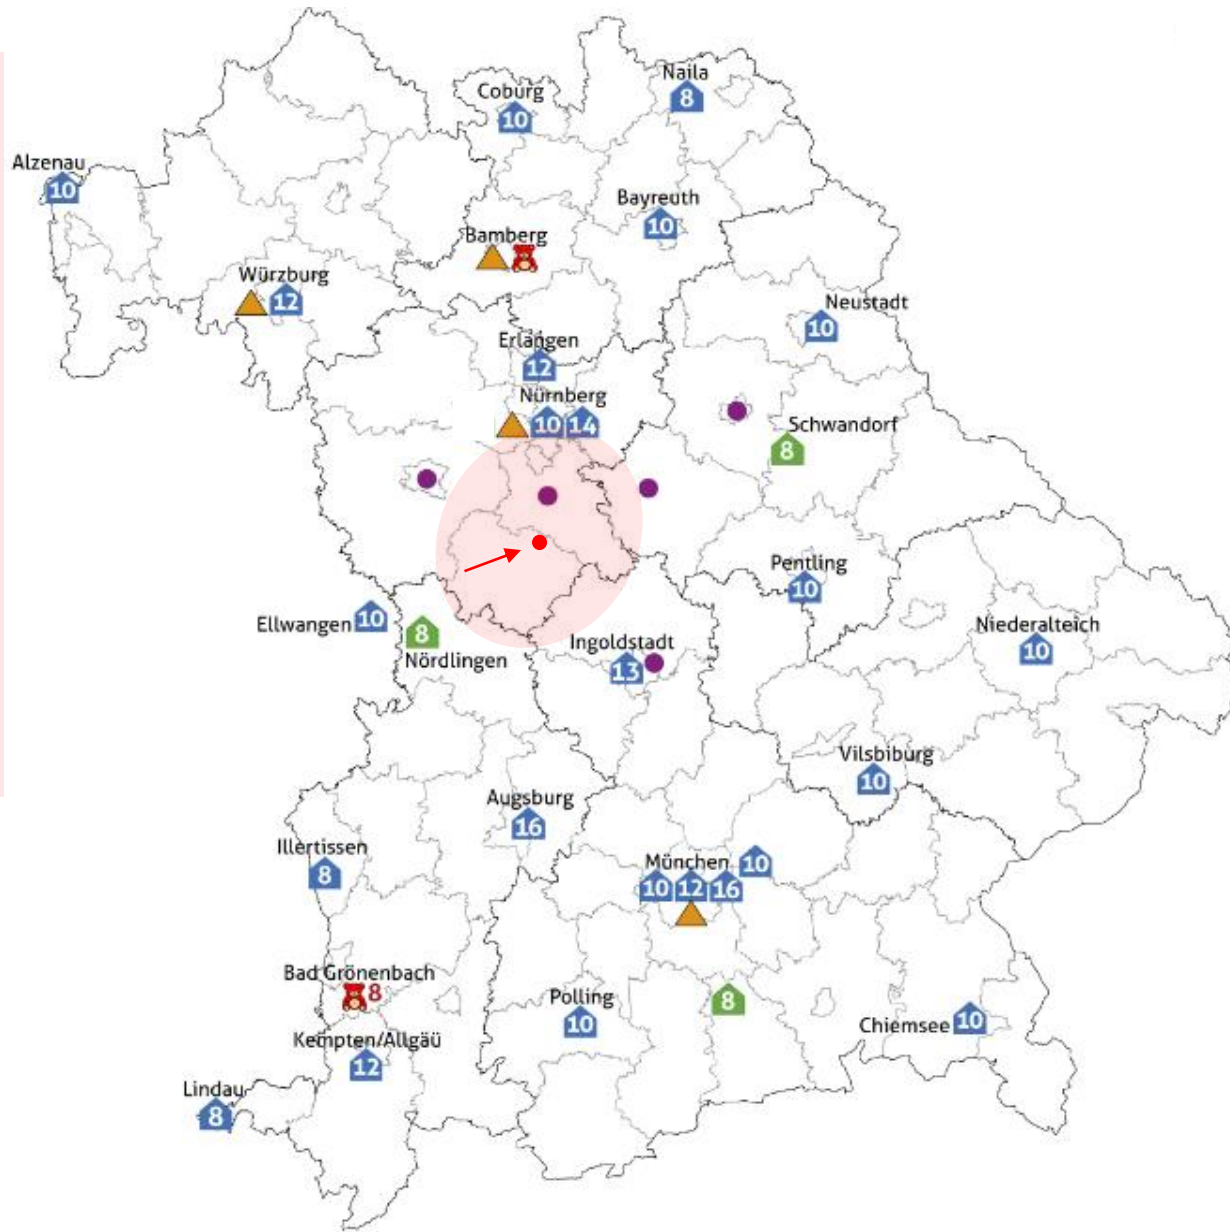 Naila
8
Coburg
10
Alzenau
10
Bayreuth
10
Bamberg
Würzburg
12
Neustadt
10
Erlangen
12
Nürnberg
10 14
Schwandorf
8
Pentling
10
Ellwangen 10
8
Nördlingen
Ingoldstadt
13
Niederalteich
10
Vilsbiburg
10
Augsburg
16
Illertissen
8
München 10
10 12 16
Bad Grönenbach
8
Polling
10
8
Chiemsee 10
Kempten/Allgäü
12
Lindau
8